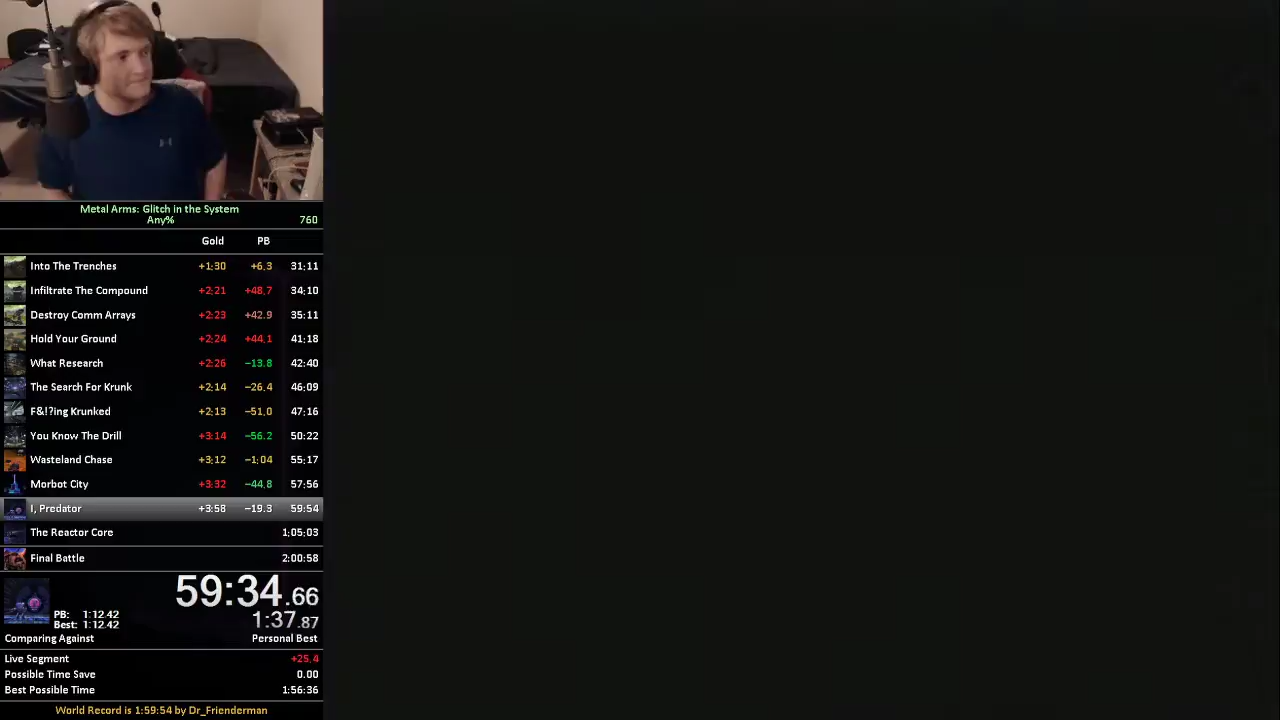 Metal Arms: Glitch in the System
Any% 760
Gold PB
Into The Trenches +1:30 +6.3 31:11
Infiltrate The Compound +2:21 +48.7 34:10
Destroy Comm Arrays +2:23 +42.9 35:11
Hold Your Ground +2:24 +44.1 41:18
What Research +2:26 −13.8 42:40
The Search For Krunk +2:14 −26.4 46:09
F&!?ing Krunked +2:13 −51.0 47:16
You Know The Drill +3:14 −56.2 50:22
Wasteland Chase +3:12 −1:04 55:17
Morbot City +3:32 −44.8 57:56
I, Predator +3:58 −19.3 59:54
The Reactor Core 1:05:03
Final Battle 2:00:58
59:34.66
PB: 1:12.42 1:37.87
Best: 1:12.42
Comparing Against Personal Best
Live Segment +25.4
Possible Time Save 0.00
Best Possible Time 1:56:36
World Record is 1:59:54 by Dr_Frienderman